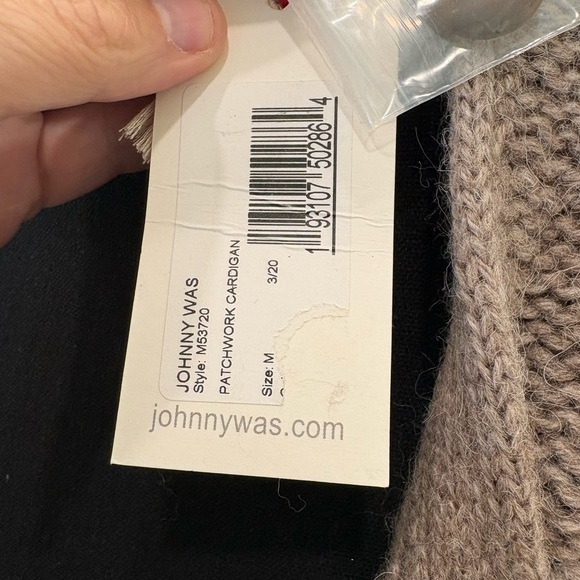 JOHNNY WAS
Style: M53720
PATCHWORK CARDIGAN
3/20
Size: M
1 93107 50286 4
johnnywas.com